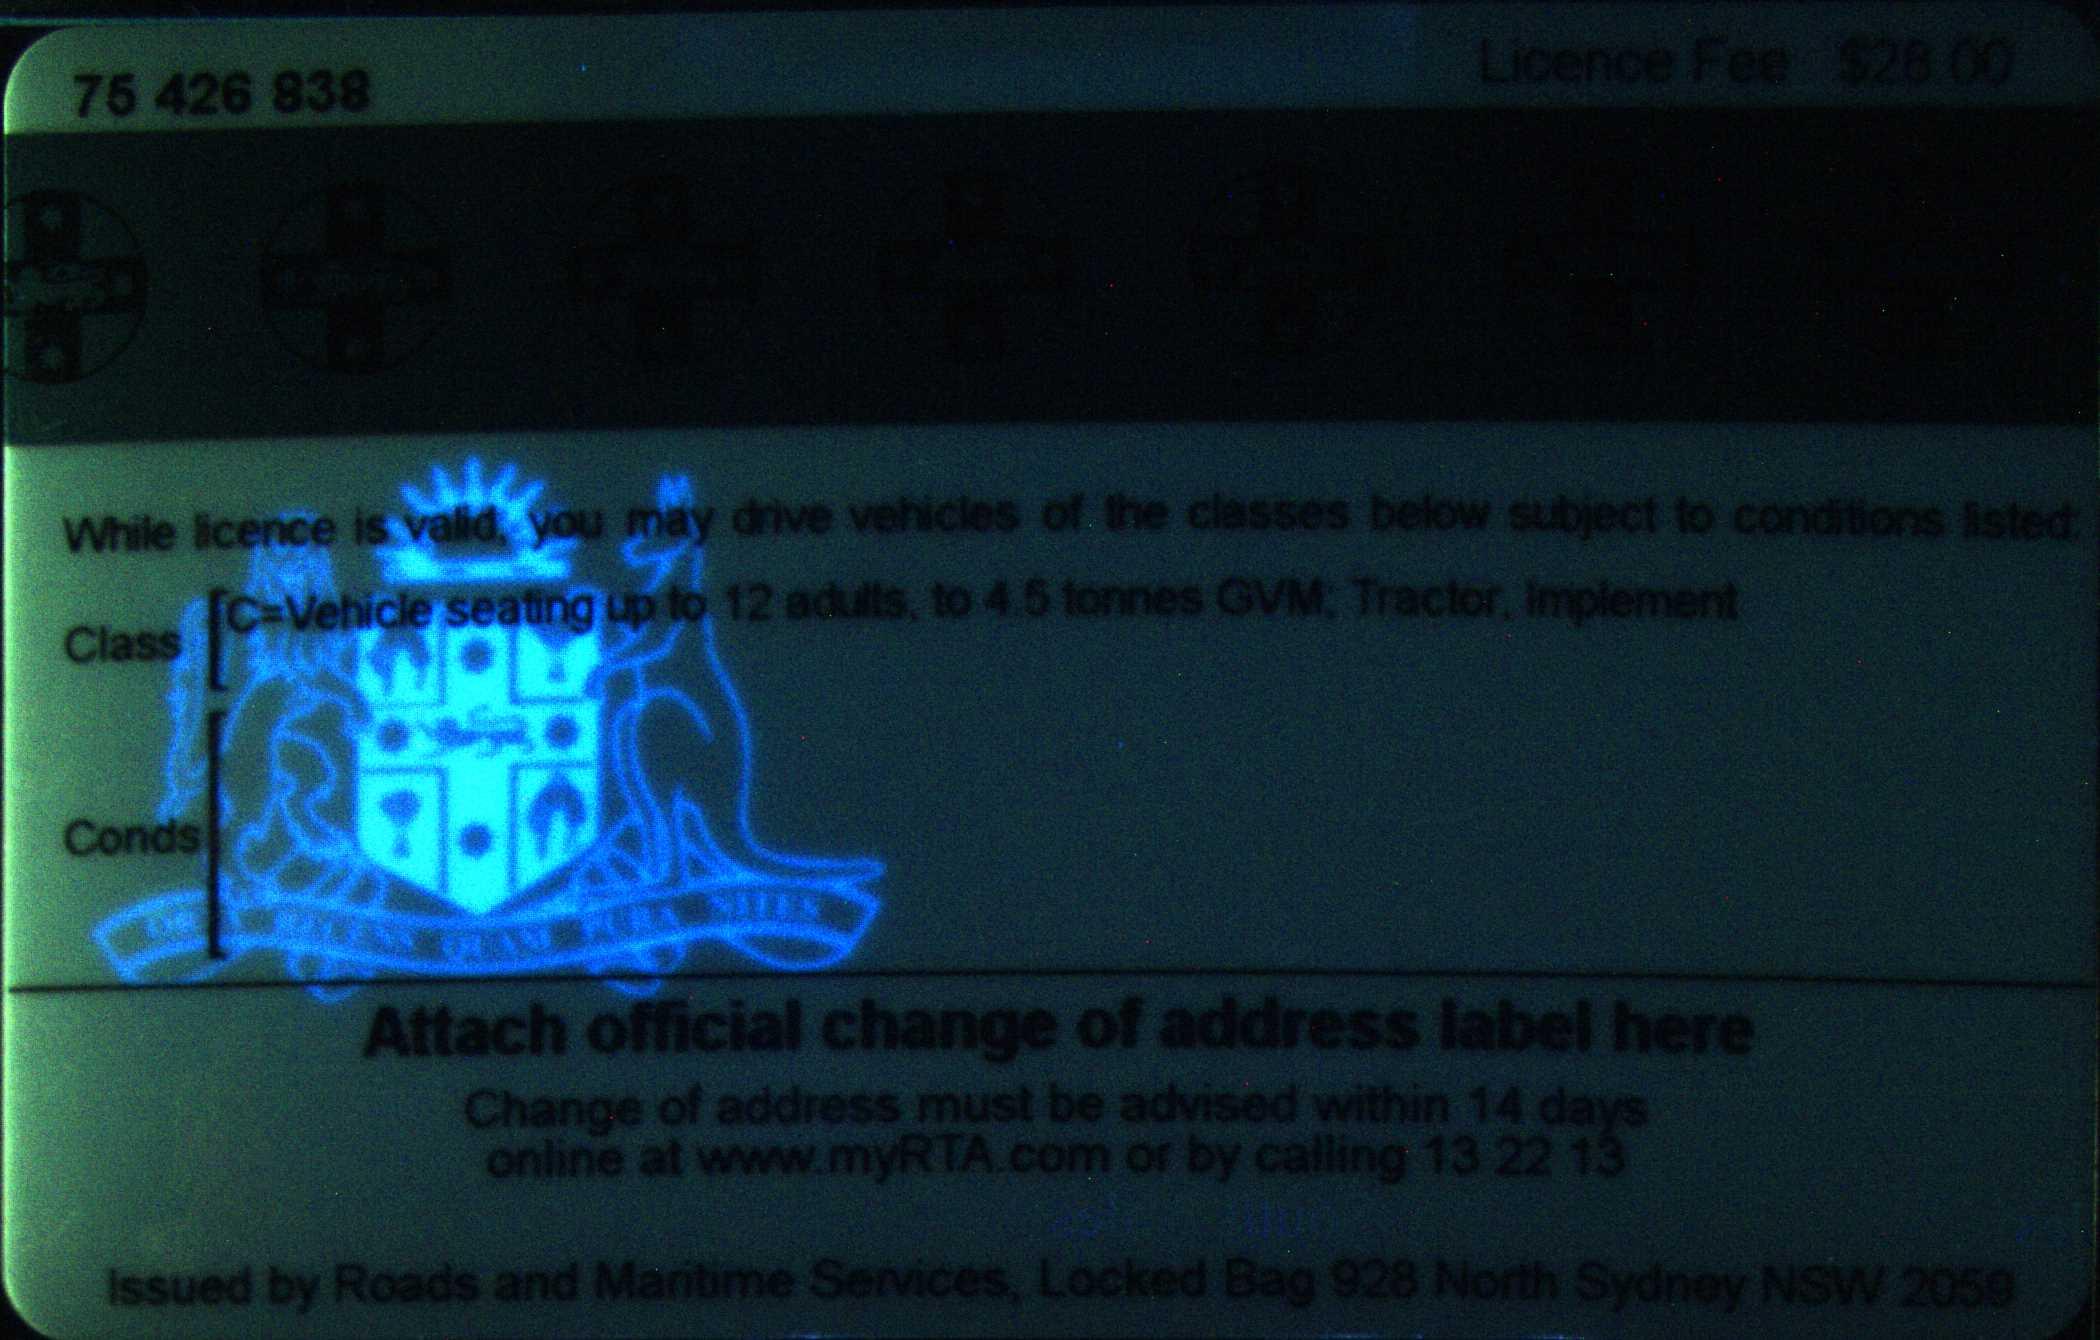 75 426 838
Licence Fee $28 00
While licence is valid, you may drive vehicles of the classes below subject to conditions listed:
Class [C=Vehicle seating up to 12 adults, to 4.5 tonnes GVM; Tractor, Implement
Conds
QUAM PURA NITES
Attach official change of address label here
Change of address must be advised within 14 days
online at www.myRTA.com or by calling 13 22 13
Issued by Roads and Maritime Services, Locked Bag 928 North Sydney NSW 2059